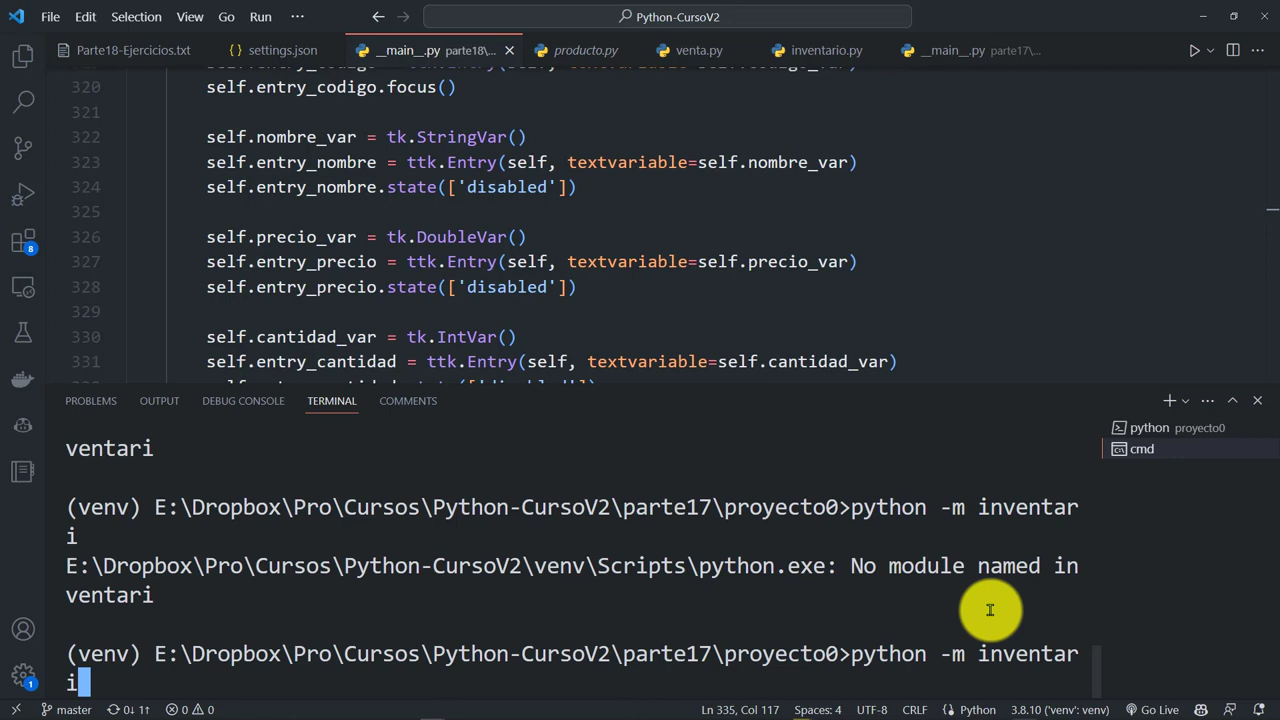 File Edit Selection View Go Run ··· Python-CursoV2
Parte18-Ejercicios.txt settings.json __main__.py parte18\... producto.py venta.py inventario.py __main__.py parte17\...
320 self.entry_codigo.focus()
321
322 self.nombre_var = tk.StringVar()
323 self.entry_nombre = ttk.Entry(self, textvariable=self.nombre_var)
324 self.entry_nombre.state(['disabled'])
325
326 self.precio_var = tk.DoubleVar()
327 self.entry_precio = ttk.Entry(self, textvariable=self.precio_var)
328 self.entry_precio.state(['disabled'])
329
330 self.cantidad_var = tk.IntVar()
331 self.entry_cantidad = ttk.Entry(self, textvariable=self.cantidad_var)
PROBLEMS OUTPUT DEBUG CONSOLE TERMINAL COMMENTS
python proyecto0
cmd
ventari
(venv) E:\Dropbox\Pro\Cursos\Python-CursoV2\parte17\proyecto0>python -m inventar
i
E:\Dropbox\Pro\Cursos\Python-CursoV2\venv\Scripts\python.exe: No module named in
ventari
(venv) E:\Dropbox\Pro\Cursos\Python-CursoV2\parte17\proyecto0>python -m inventar
i
8
1
master 0↓ 1↑ 0 0 Ln 335, Col 117 Spaces: 4 UTF-8 CRLF Python 3.8.10 ('venv': venv) Go Live